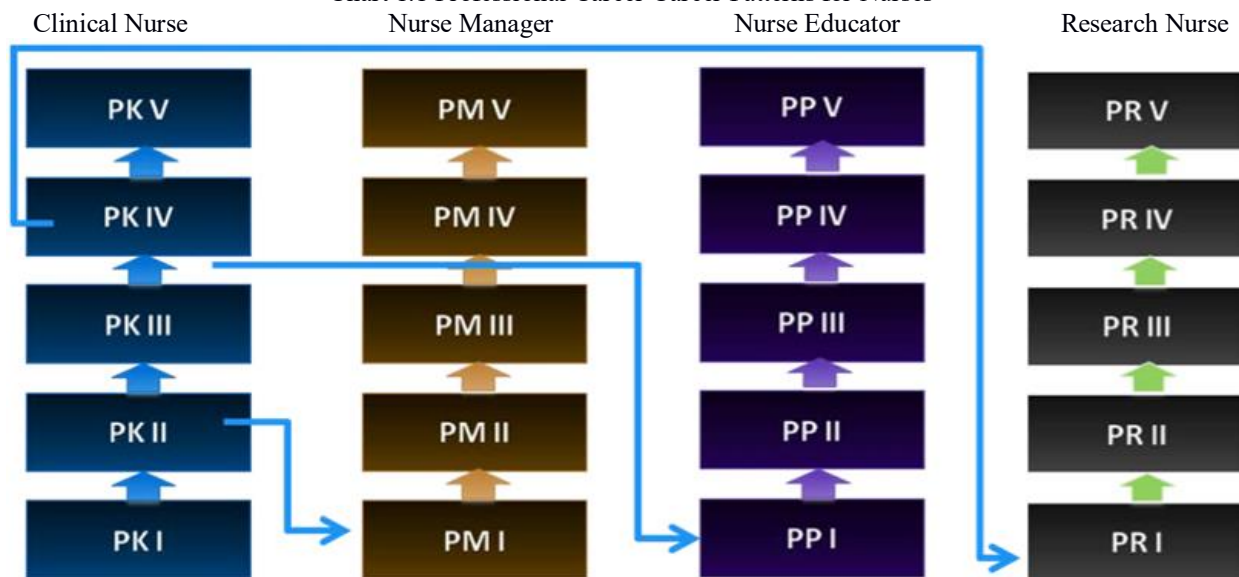 Clinical Nurse Nurse Manager Nurse Educator Research Nurse
PK V PM V PP V PR V
PK IV PM IV PP IV PR IV
PK III PM III PP III PR III
PK II PM II PP II PR II
PK I PM I PP I PR I